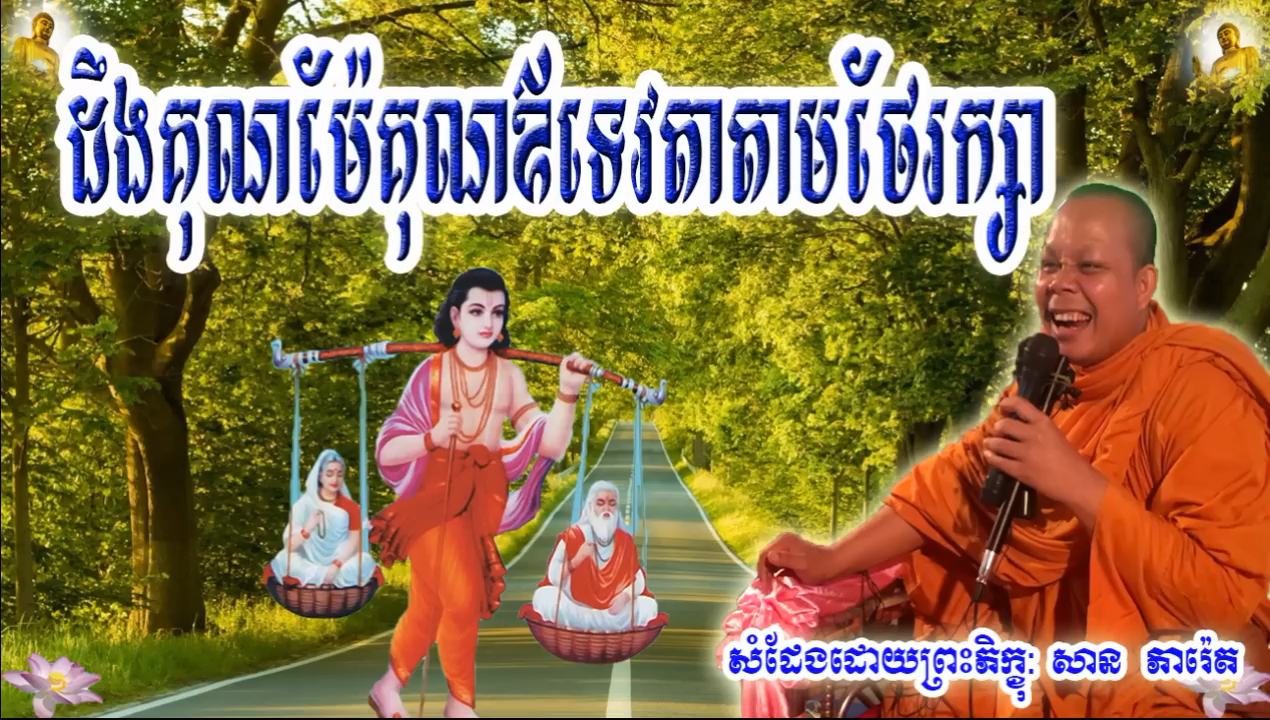 ដឹងគុណម៉ែគុណឪទេវតាតាមថែរក្សា
សំដែងដោយព្រះភិក្ខុៈ សាន ភារ៉េត